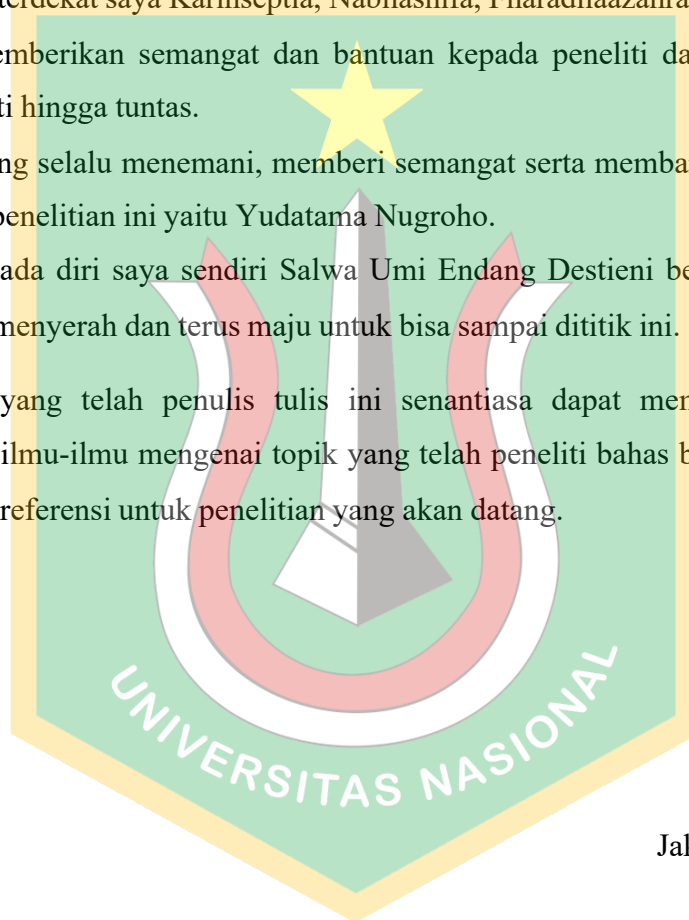 terdekat saya Karinseptia, Nabilashifa, Fharadhaazahra
emberikan semangat dan bantuan kepada peneliti da
ti hingga tuntas.
ng selalu menemani, memberi semangat serta memba
penelitian ini yaitu Yudatama Nugroho.
ada diri saya sendiri Salwa Umi Endang Destieni be
menyerah dan terus maju untuk bisa sampai dititik ini.
yang telah penulis tulis ini senantiasa dapat mem
ilmu-ilmu mengenai topik yang telah peneliti bahas b
referensi untuk penelitian yang akan datang.
UNIVERSITAS NASIONAL
Jak